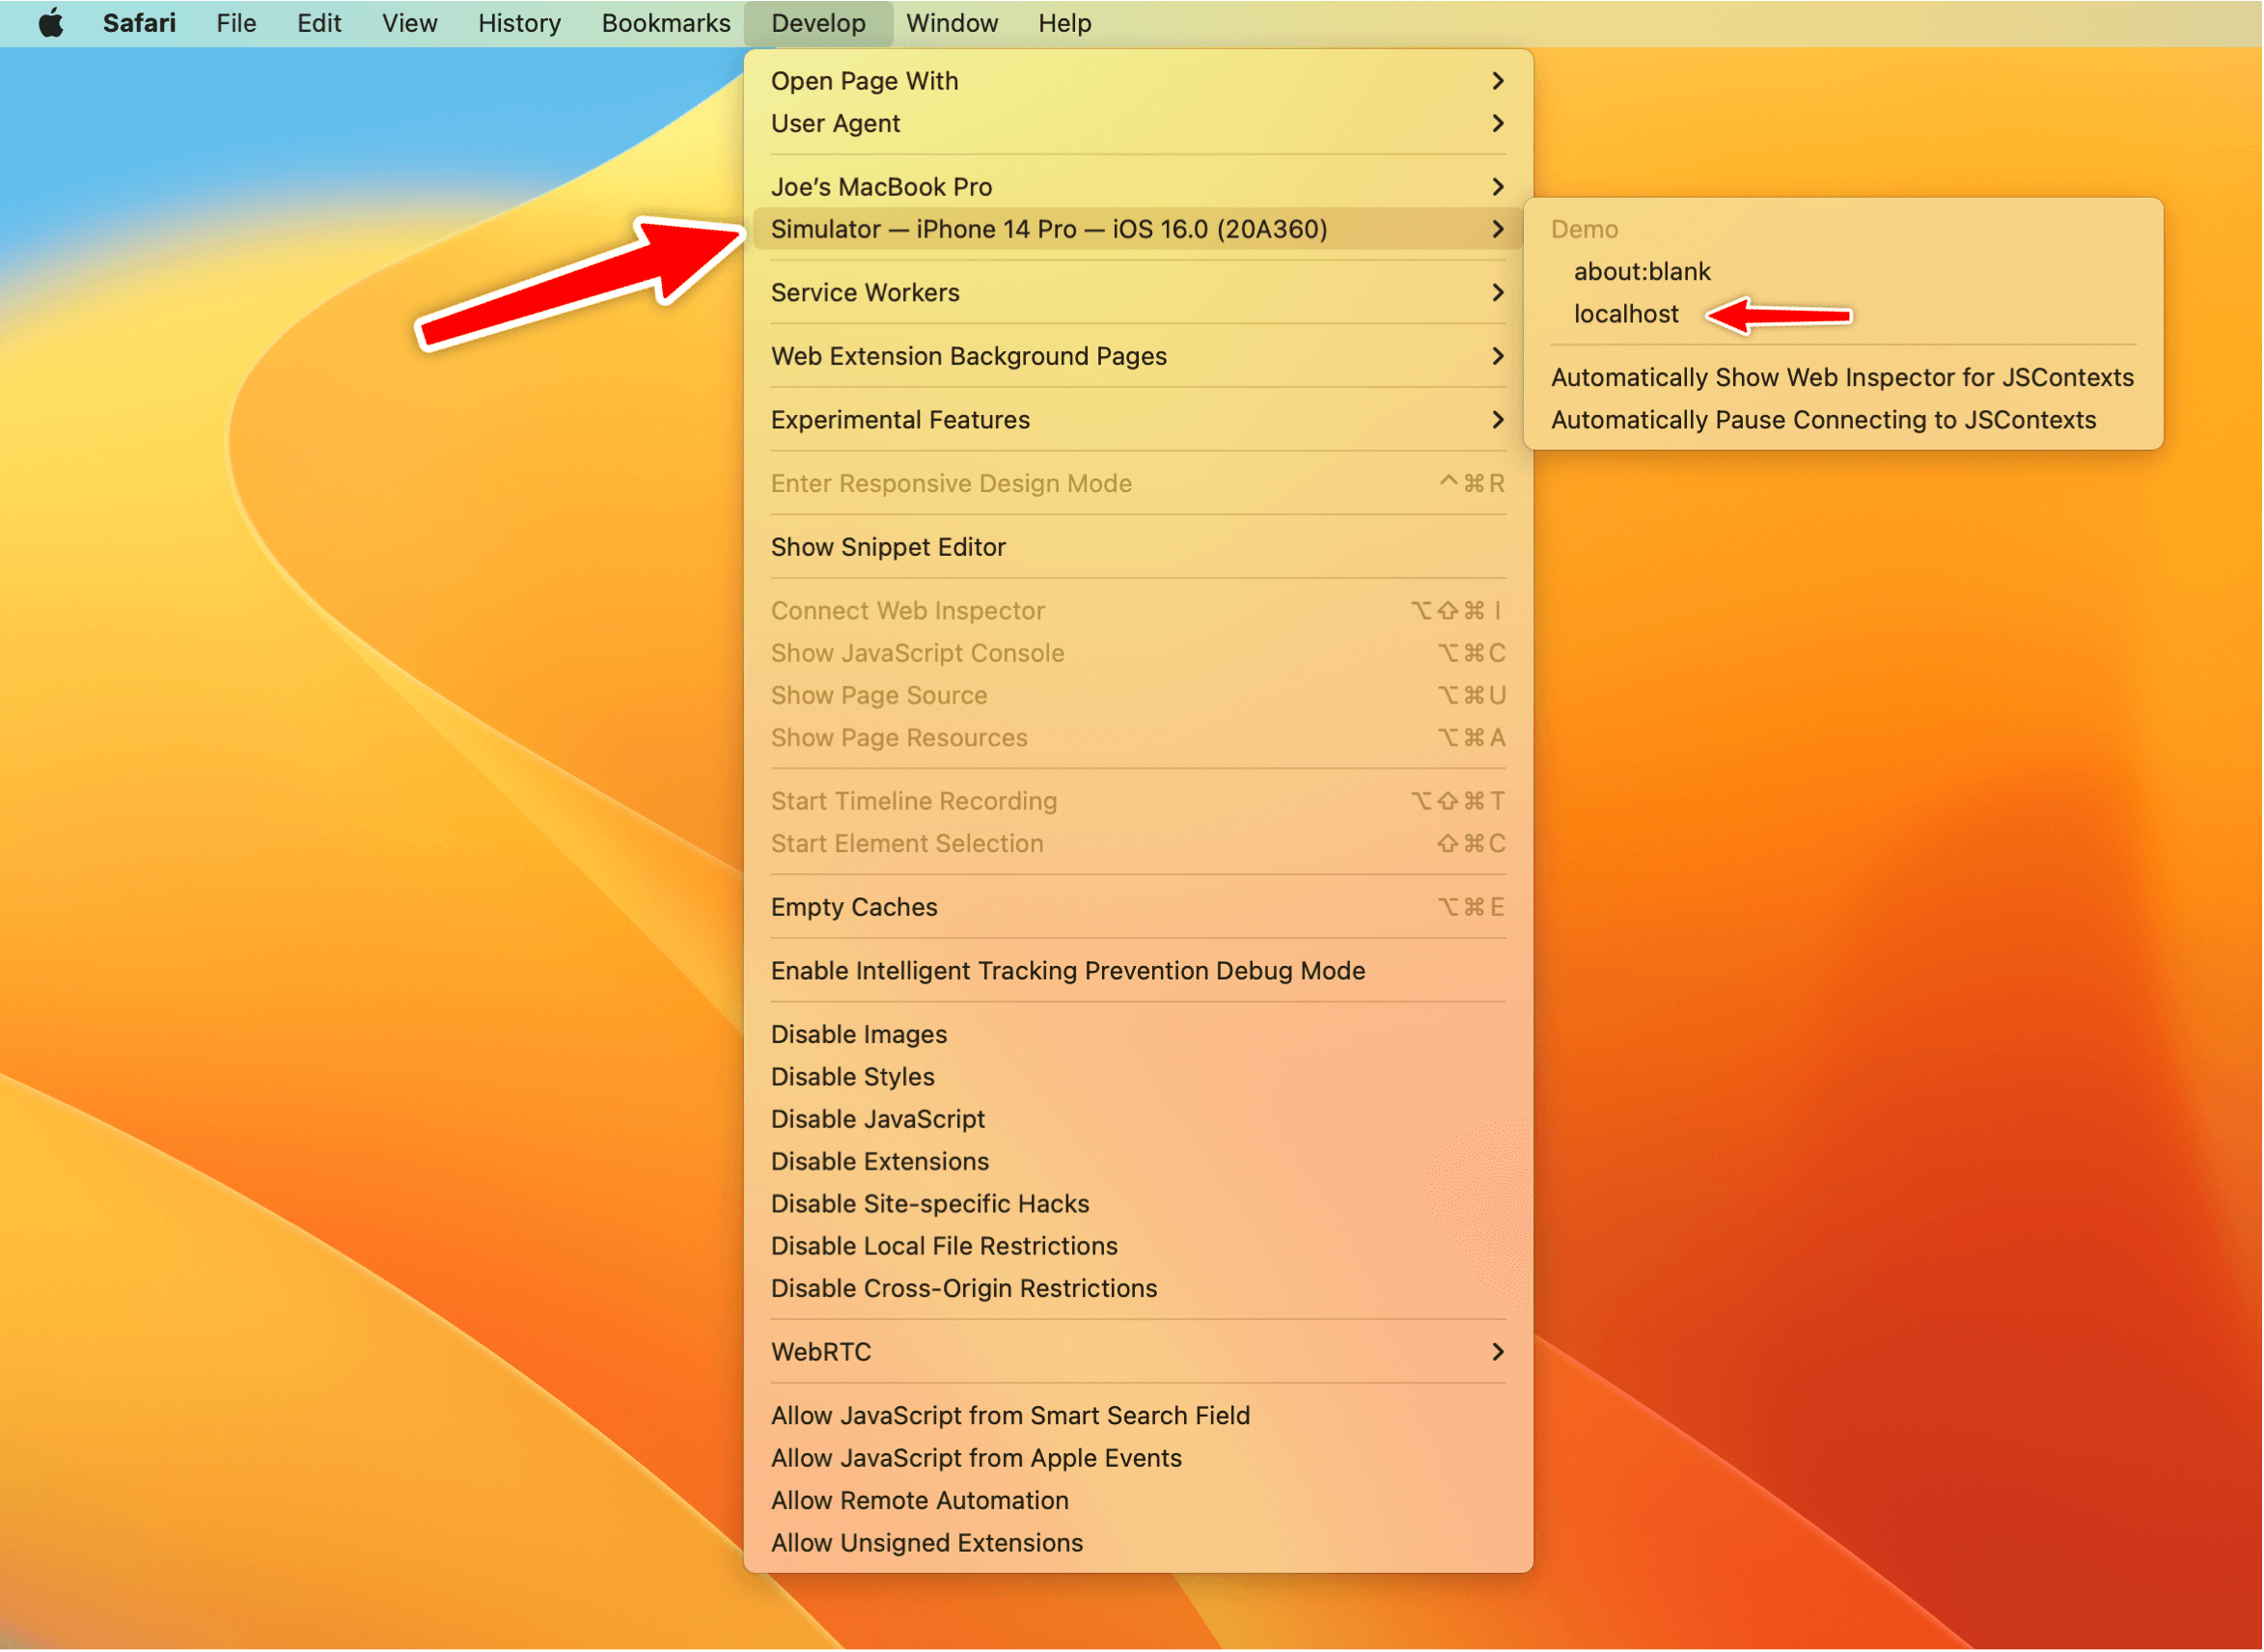 Safari File Edit View History Bookmarks Develop Window Help
Open Page With
User Agent
Joe’s MacBook Pro
Simulator — iPhone 14 Pro — iOS 16.0 (20A360)
Service Workers
Web Extension Background Pages
Experimental Features
Enter Responsive Design Mode ^⌘R
Show Snippet Editor
Connect Web Inspector ⌥⇧⌘I
Show JavaScript Console ⌥⌘C
Show Page Source ⌥⌘U
Show Page Resources ⌥⌘A
Start Timeline Recording ⌥⇧⌘T
Start Element Selection ⇧⌘C
Empty Caches ⌥⌘E
Enable Intelligent Tracking Prevention Debug Mode
Disable Images
Disable Styles
Disable JavaScript
Disable Extensions
Disable Site-specific Hacks
Disable Local File Restrictions
Disable Cross-Origin Restrictions
WebRTC
Allow JavaScript from Smart Search Field
Allow JavaScript from Apple Events
Allow Remote Automation
Allow Unsigned Extensions
Demo
about:blank
localhost
Automatically Show Web Inspector for JSContexts
Automatically Pause Connecting to JSContexts